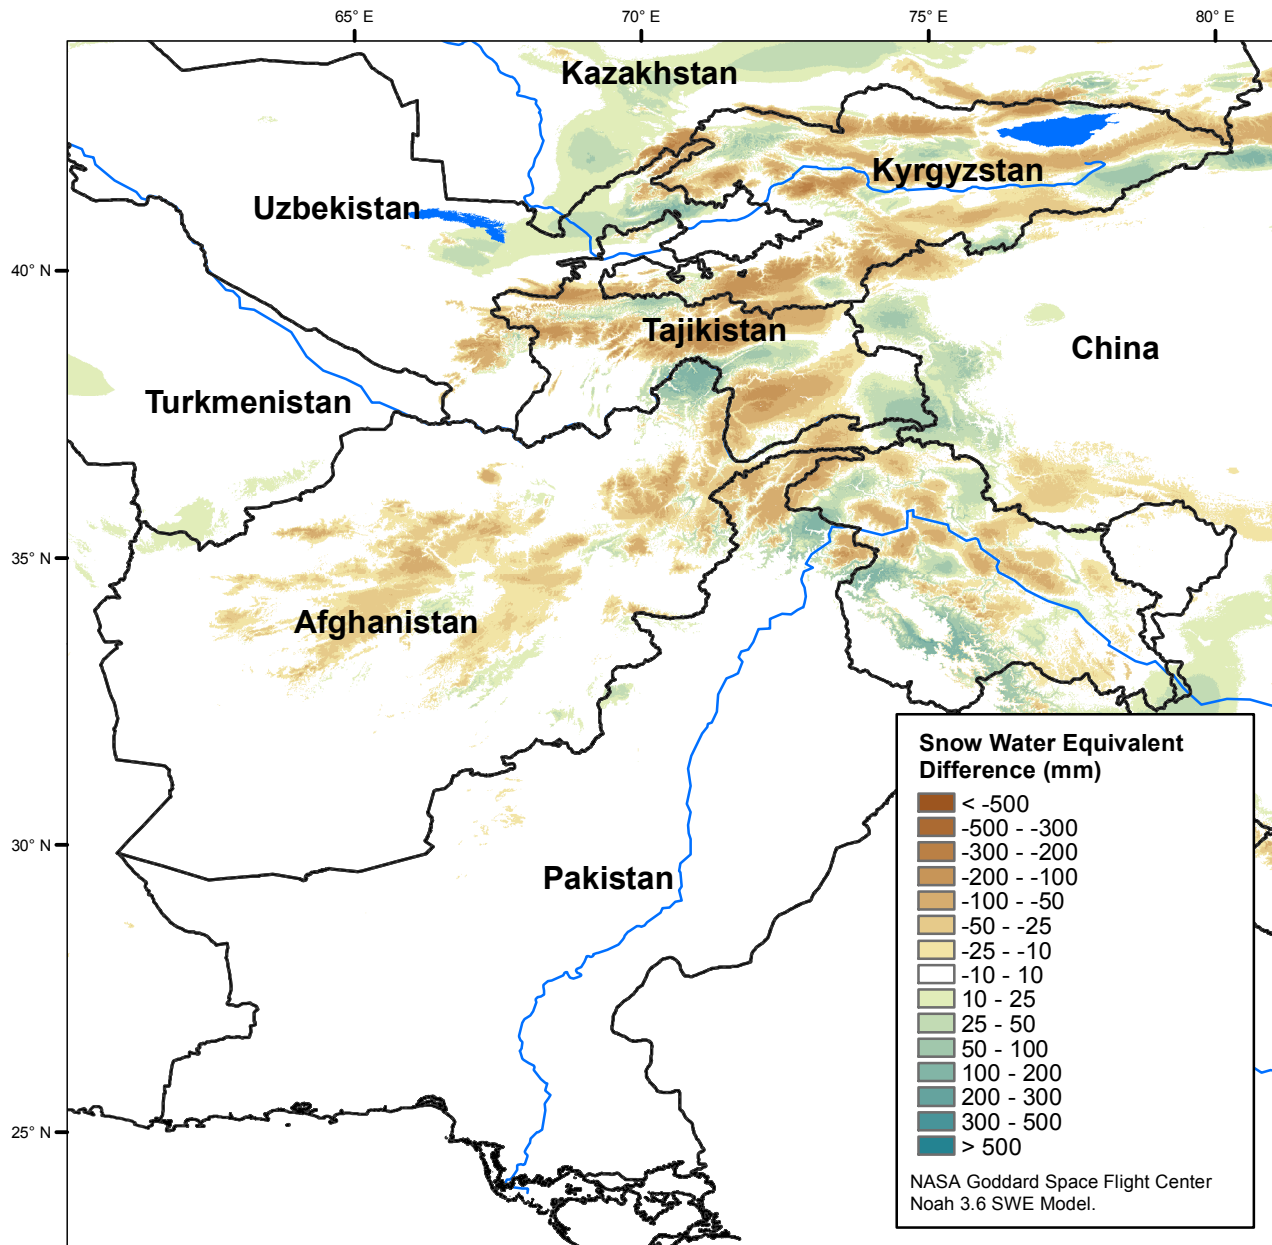 65° E
70° E
75° E
80° E
Kazakhstan
Kyrgyzstan
Uzbekistan
40° N
Tajikistan
China
Turkmenistan
35° N
Afghanistan
Snow Water Equivalent
Difference (mm)
< -500
-500 - -300
-300 - -200
-200 - -100
-100 - -50
-50 - -25
-25 - -10
-10 - 10
10 - 25
25 - 50
50 - 100
100 - 200
200 - 300
300 - 500
> 500
NASA Goddard Space Flight Center
Noah 3.6 SWE Model.
30° N
Pakistan
25° N